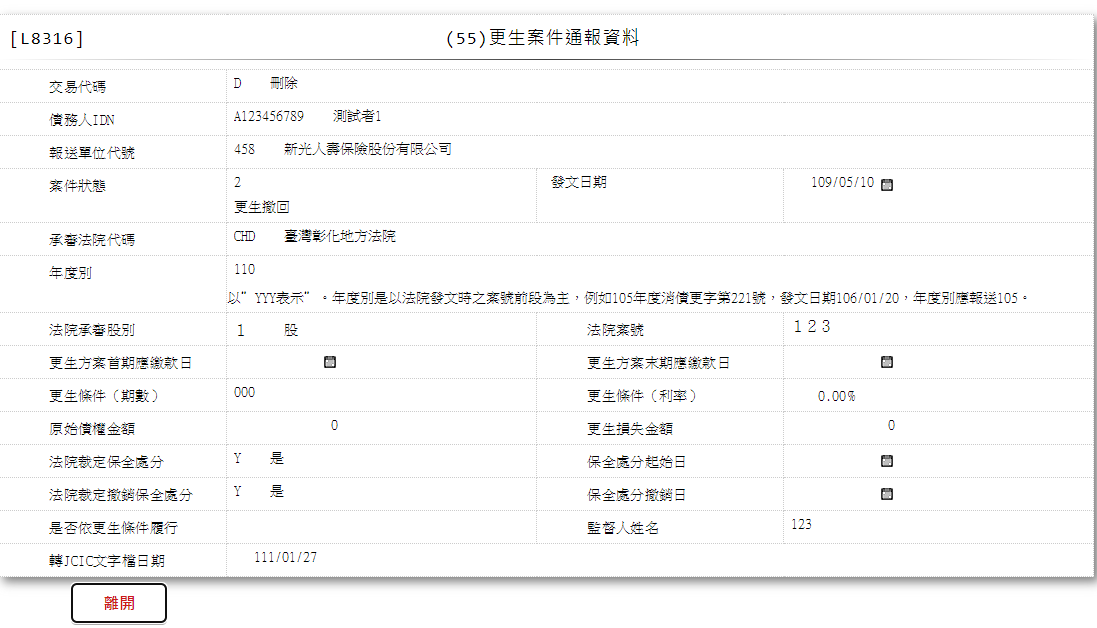 [L8316] (55)更生案件通報資料
交易代碼 D 刪除
債務人IDN A123456789 測試者1
報送單位代號 458 新光人壽保險股份有限公司
案件狀態 2 發文日期 109/05/10
更生撤回
承審法院代碼 CHD 臺灣彰化地方法院
年度別 110
以”YYY表示”。年度別是以法院發文時之案號前段為主，例如105年度消債更字第221號，發文日期106/01/20，年度別應報送105。
法院承審股別 1 股 法院案號 １２３
更生方案首期應繳款日 更生方案末期應繳款日
更生條件（期數） 000 更生條件（利率） 0.00%
原始債權金額 0 更生損失金額 0
法院裁定保全處分 Y 是 保全處分起始日
法院裁定撤銷保全處分 Y 是 保全處分撤銷日
是否依更生條件履行 監督人姓名 123
轉JCIC文字檔日期 111/01/27
離開